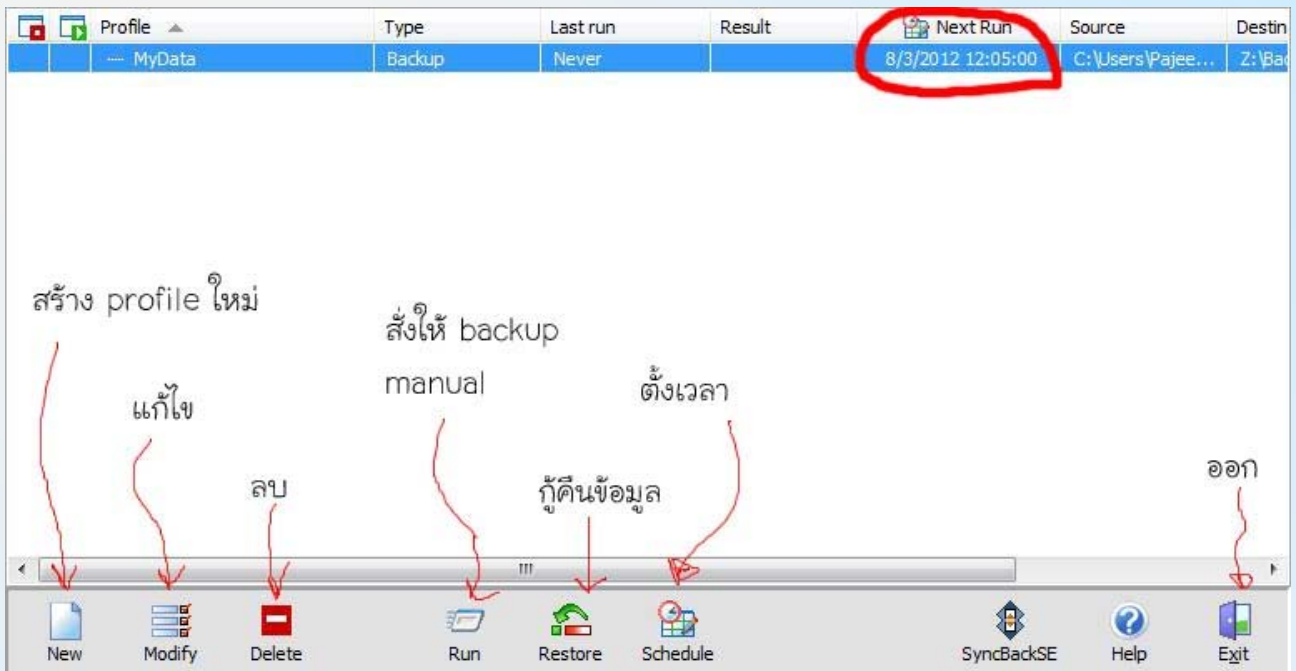 Profile Type Last run Result Next Run Source Destin
MyData Backup Never 8/3/2012 12:05:00 C:\Users\Pajee... Z:\Bac
สร้าง profile ใหม่
สั่งให้ backup
manual
แก้ไข
ตั้งเวลา
ลบ
กู้คืนข้อมูล
ออก
New Modify Delete Run Restore Schedule SyncBackSE Help Exit